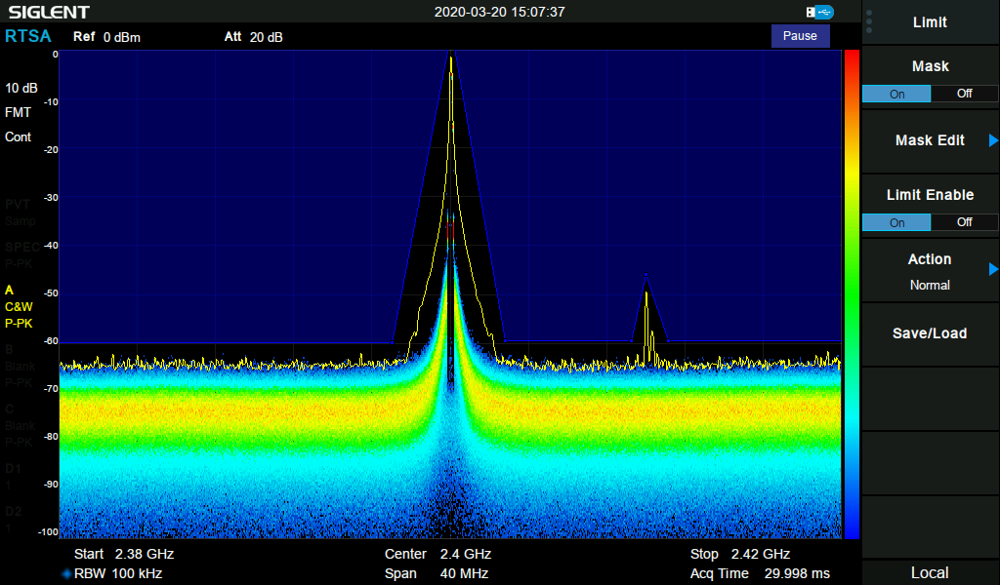 SIGLENT
2020-03-20 15:07:37
Limit
RTSA
Ref 0 dBm
Att 20 dB
Pause
Mask
On Off
Mask Edit
Limit Enable
On Off
Action
Normal
Save/Load
10 dB
FMT
Cont
PVT
Samp
SPEC
P-PK
A
C&W
P-PK
B
Blank
P-PK
C
Blank
P-PK
D1
1
D2
1
0
-10
-20
-30
-40
-50
-60
-70
-80
-90
-100
Start 2.38 GHz
Center 2.4 GHz
Stop 2.42 GHz
RBW 100 kHz
Span 40 MHz
Acq Time 29.998 ms
Local